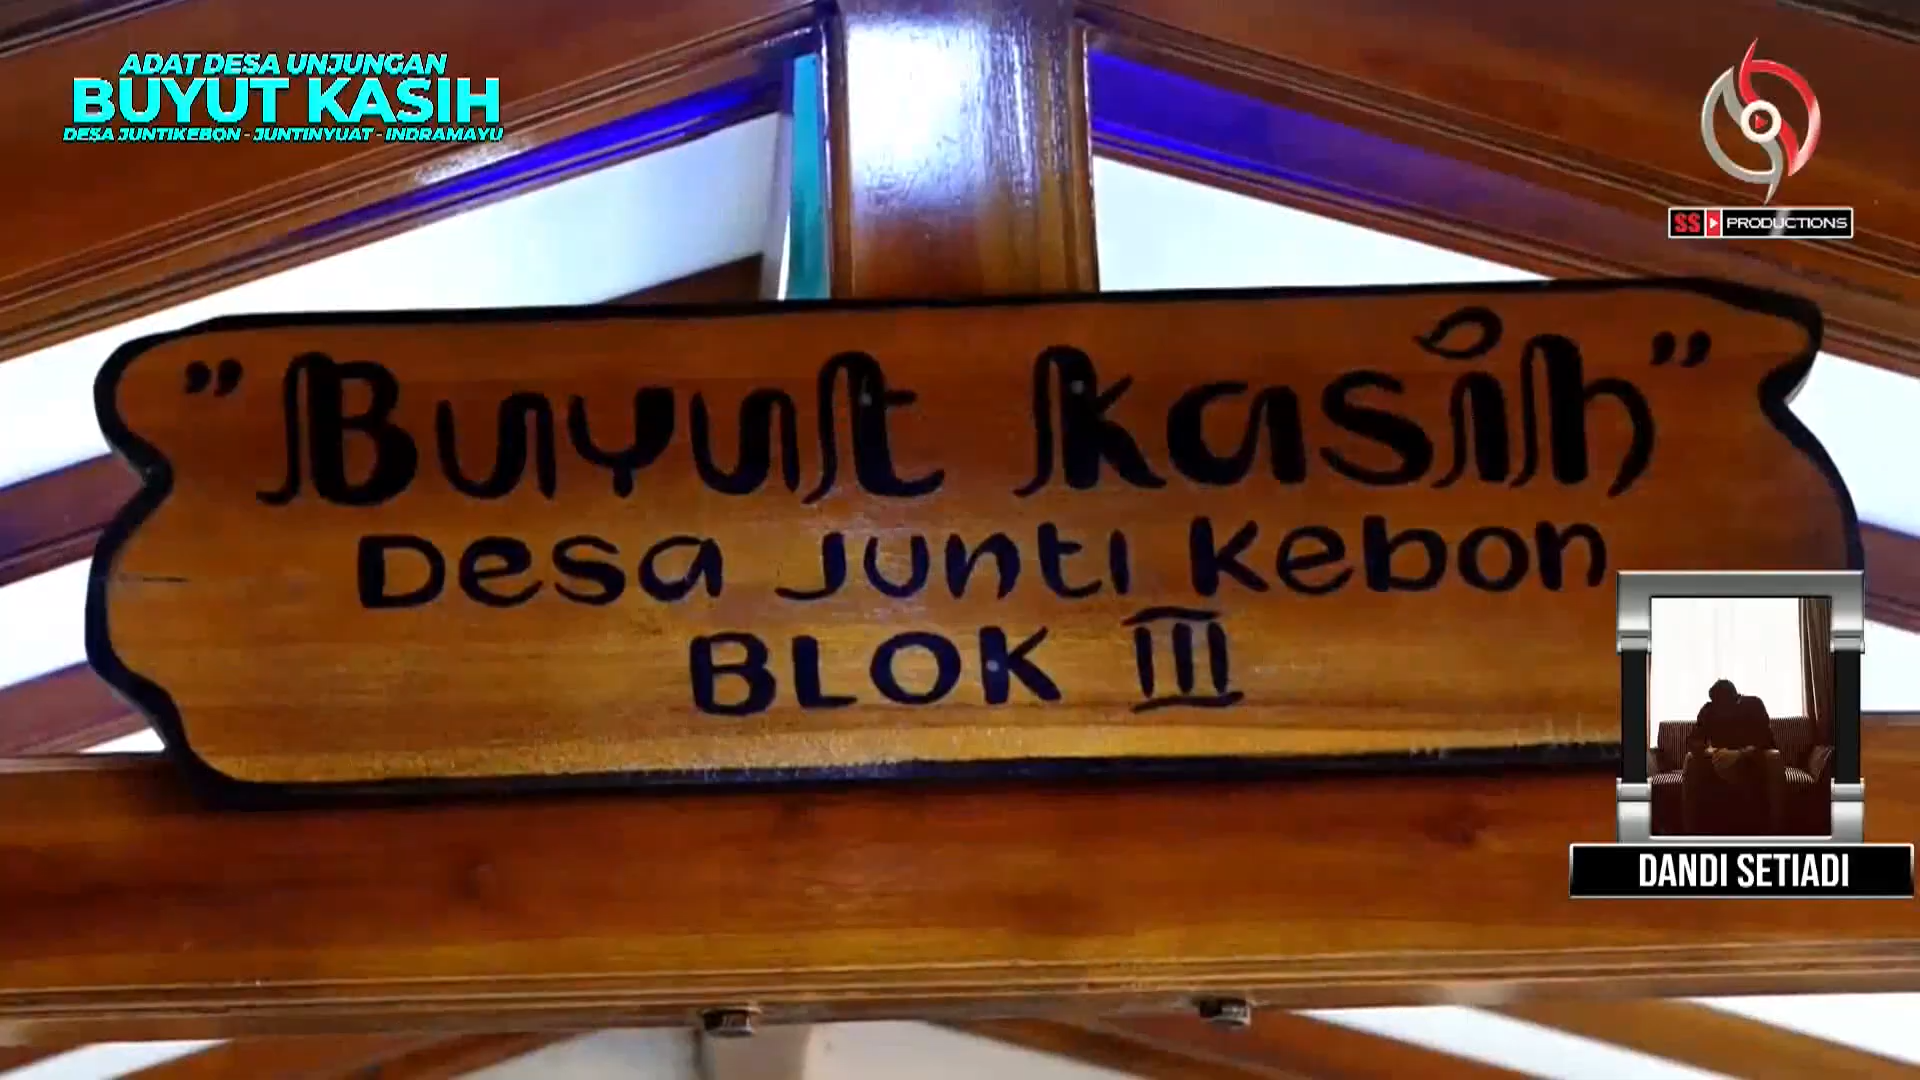 ADAT DESA UNJUNGAN
BUYUT KASIH
DESA JUNTIKEBON - JUNTINYUAT - INDRAMAYU
SS PRODUCTIONS
"Buyut Kasih"
Desa Junti Kebon
BLOK III
DANDI SETIADI